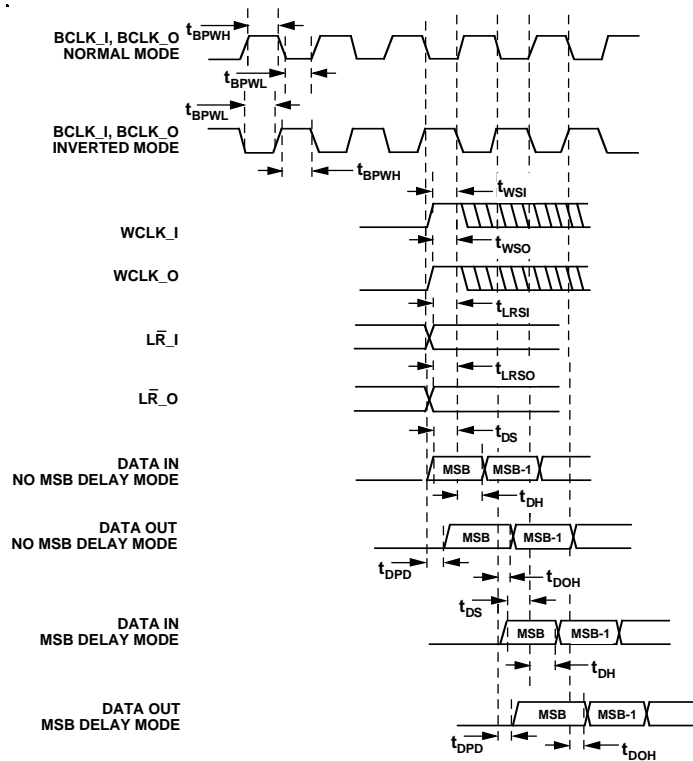 tBPWH
BCLK_I, BCLK_O
NORMAL MODE
tBPWL
tBPWL
BCLK_I, BCLK_O
INVERTED MODE
tBPWH
tWSI
WCLK_I
tWSO
WCLK_O
tLRSI
LR̄_I
tLRSO
LR̄_O
tDS
DATA IN
NO MSB DELAY MODE
MSB
MSB-1
tDH
DATA OUT
NO MSB DELAY MODE
MSB
MSB-1
tDPD
tDOH
tDS
DATA IN
MSB DELAY MODE
MSB
MSB-1
tDH
DATA OUT
MSB DELAY MODE
MSB
MSB-1
tDPD
tDOH